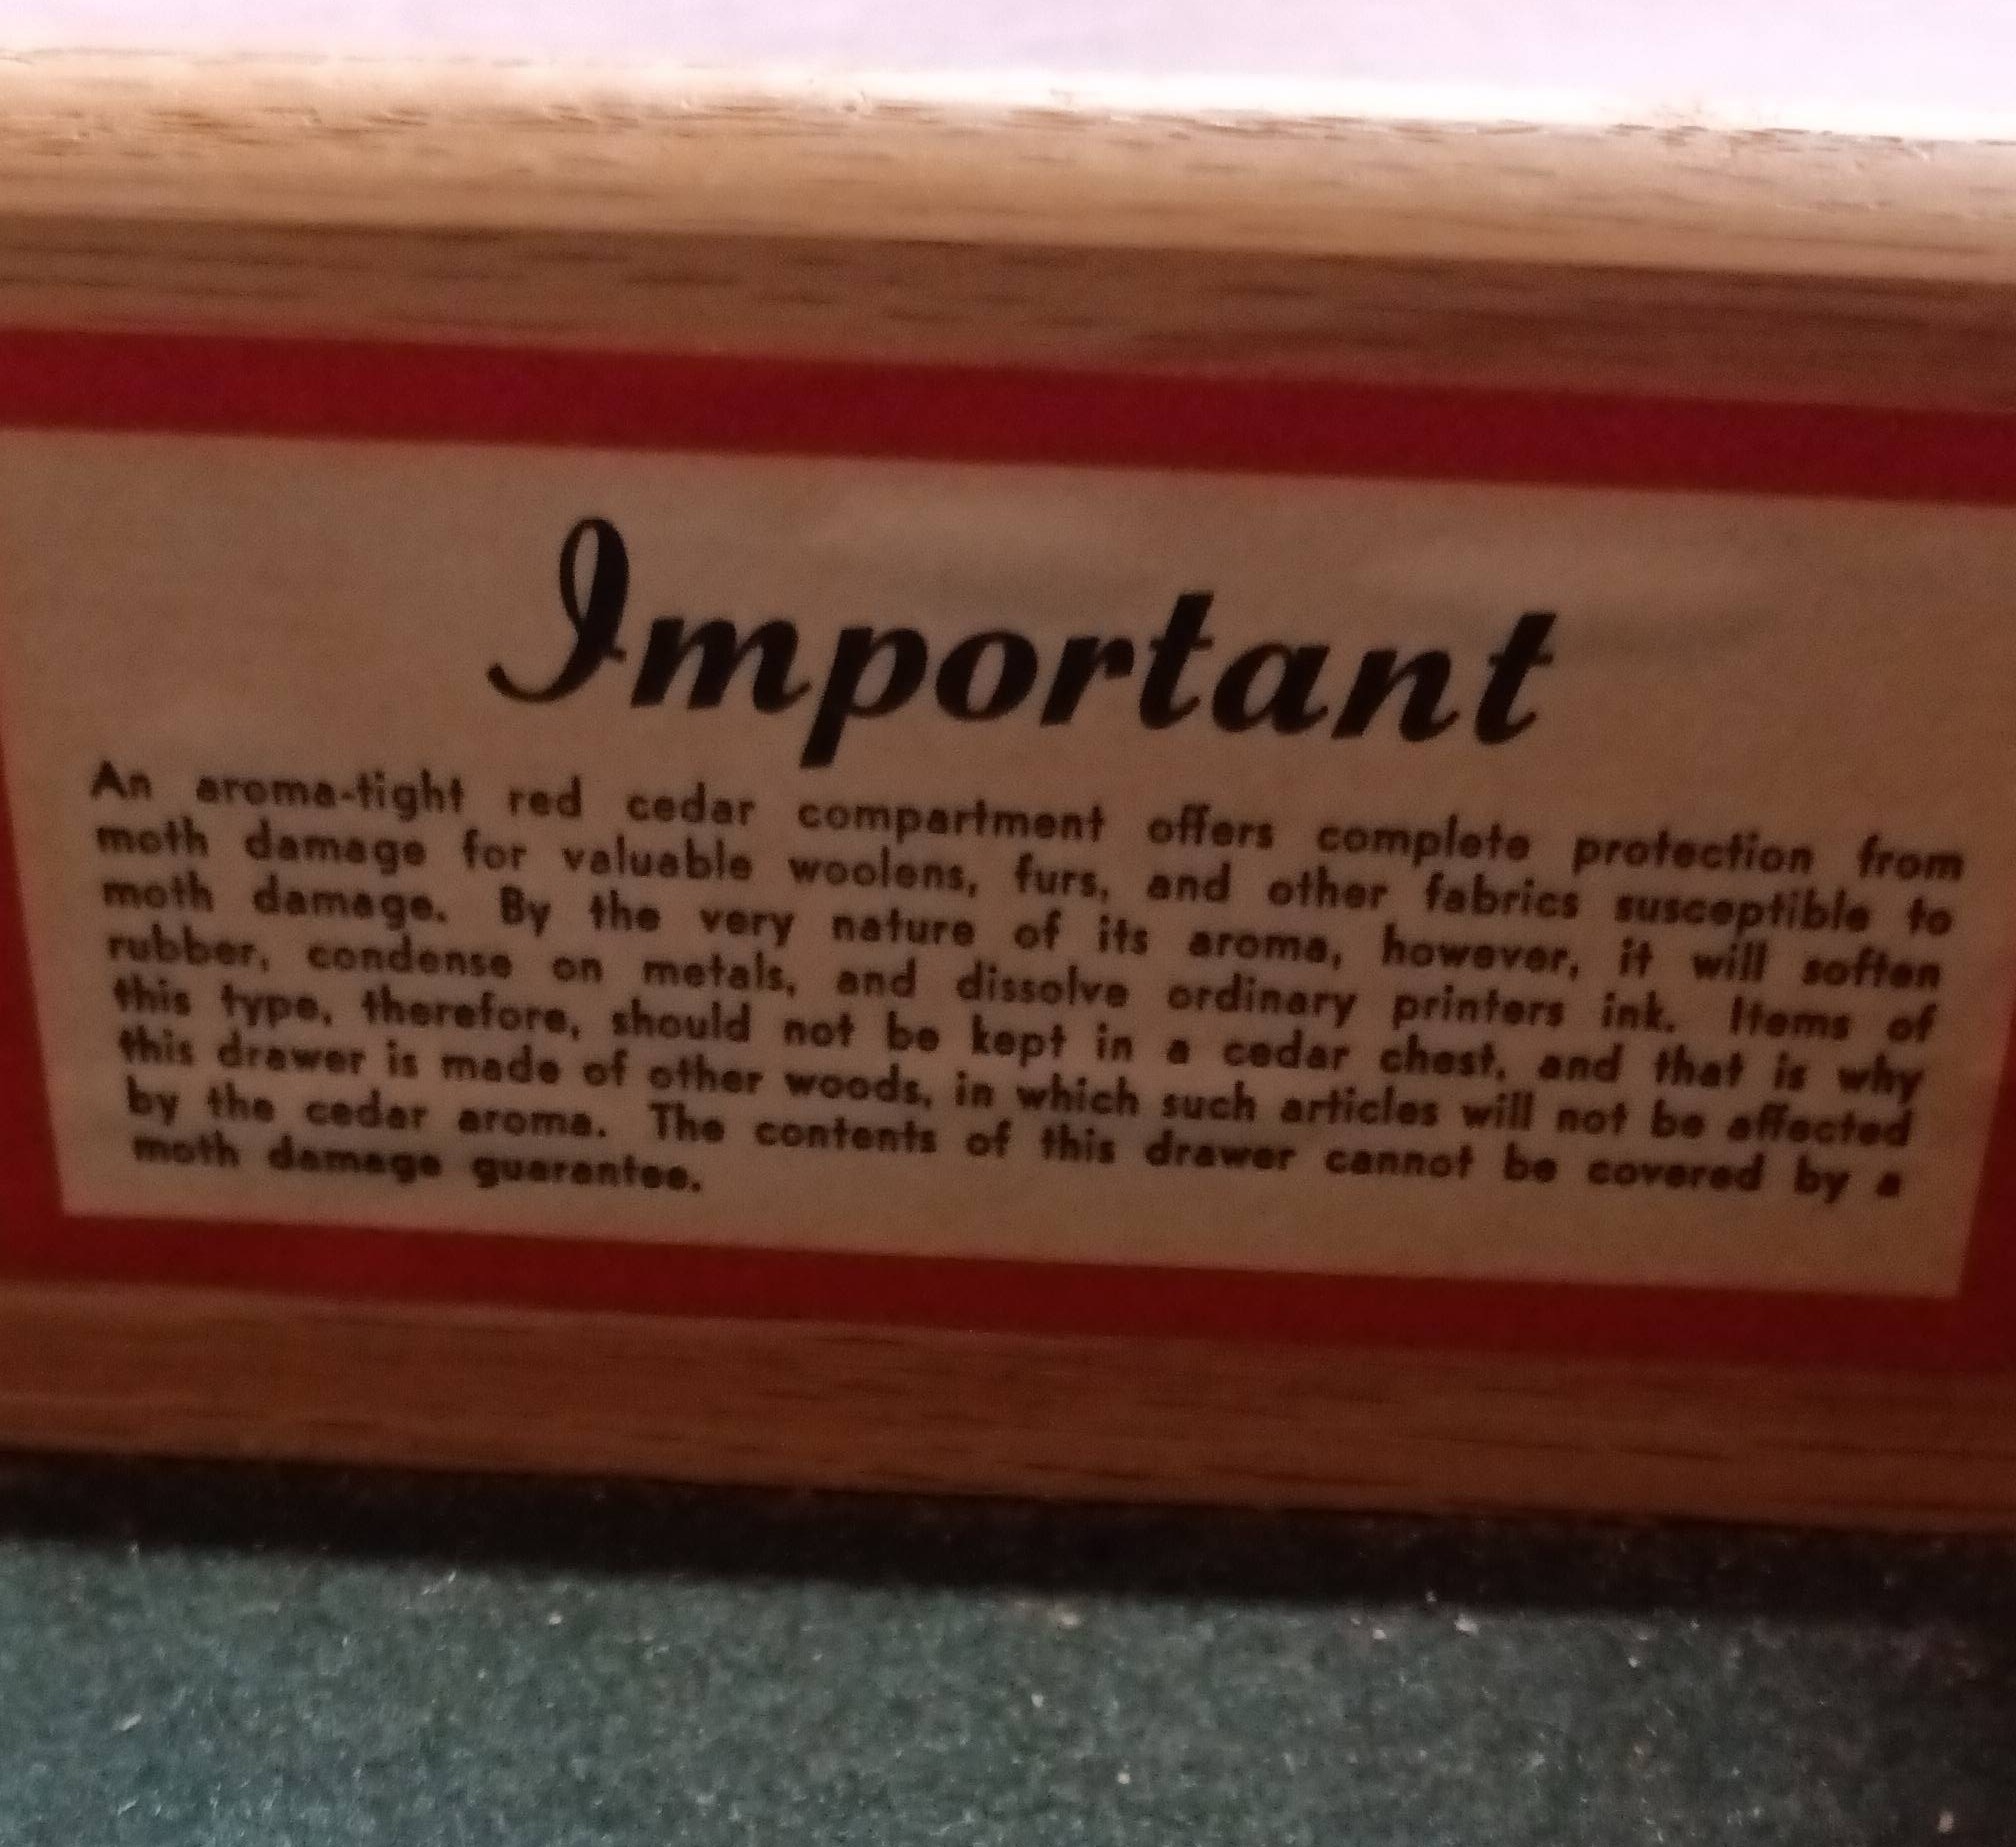 Important
An aroma-tight red cedar compartment offers complete protection from
moth damage for valuable woolens, furs, and other fabrics susceptible to
moth damage. By the very nature of its aroma, however, it will soften
rubber, condense on metals, and dissolve ordinary printers ink. Items of
this type, therefore, should not be kept in a cedar chest, and that is why
this drawer is made of other woods, in which such articles will not be affected
by the cedar aroma. The contents of this drawer cannot be covered by a
moth damage guarantee.